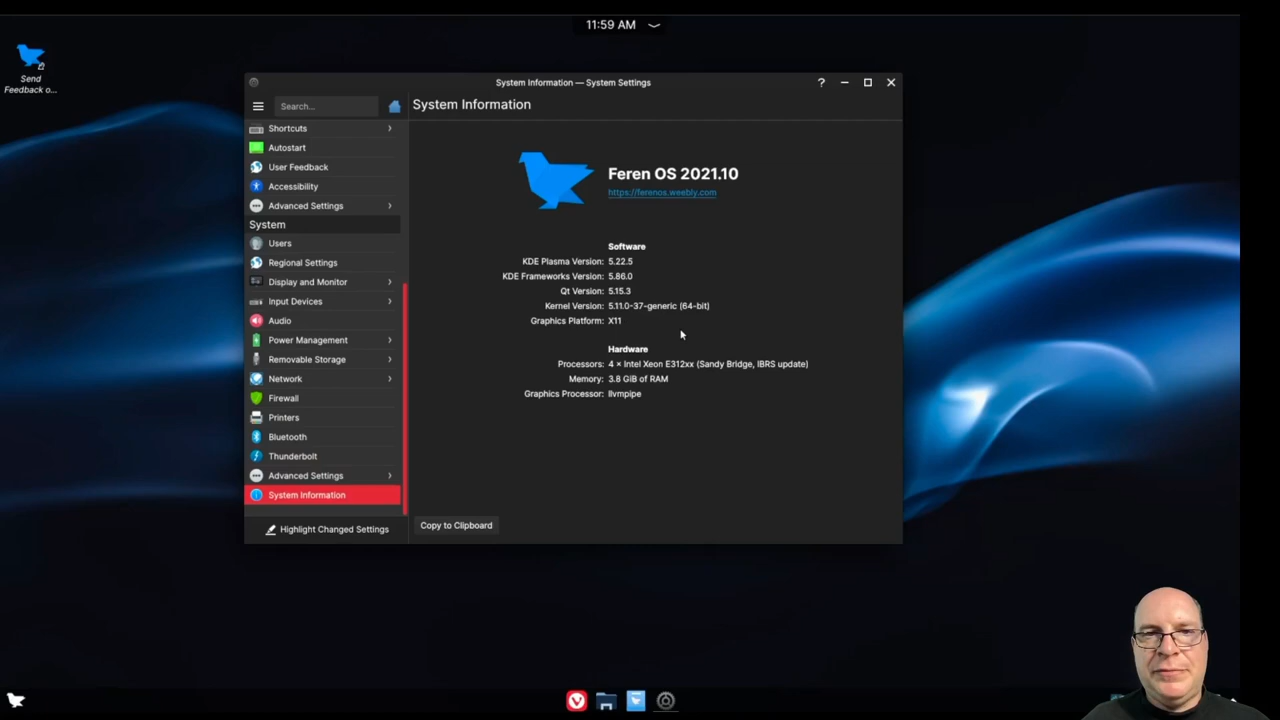 11:59 AM
Send
Feedback o...
System Information — System Settings
Search...
System Information
Shortcuts
Autostart
User Feedback
Accessibility
Advanced Settings
System
Users
Regional Settings
Display and Monitor
Input Devices
Audio
Power Management
Removable Storage
Network
Firewall
Printers
Bluetooth
Thunderbolt
Advanced Settings
System Information
Highlight Changed Settings
Feren OS 2021.10
https://ferenos.weebly.com
Software
KDE Plasma Version: 5.22.5
KDE Frameworks Version: 5.86.0
Qt Version: 5.15.3
Kernel Version: 5.11.0-37-generic (64-bit)
Graphics Platform: X11
Hardware
Processors: 4 × Intel Xeon E312xx (Sandy Bridge, IBRS update)
Memory: 3.8 GiB of RAM
Graphics Processor: llvmpipe
Copy to Clipboard